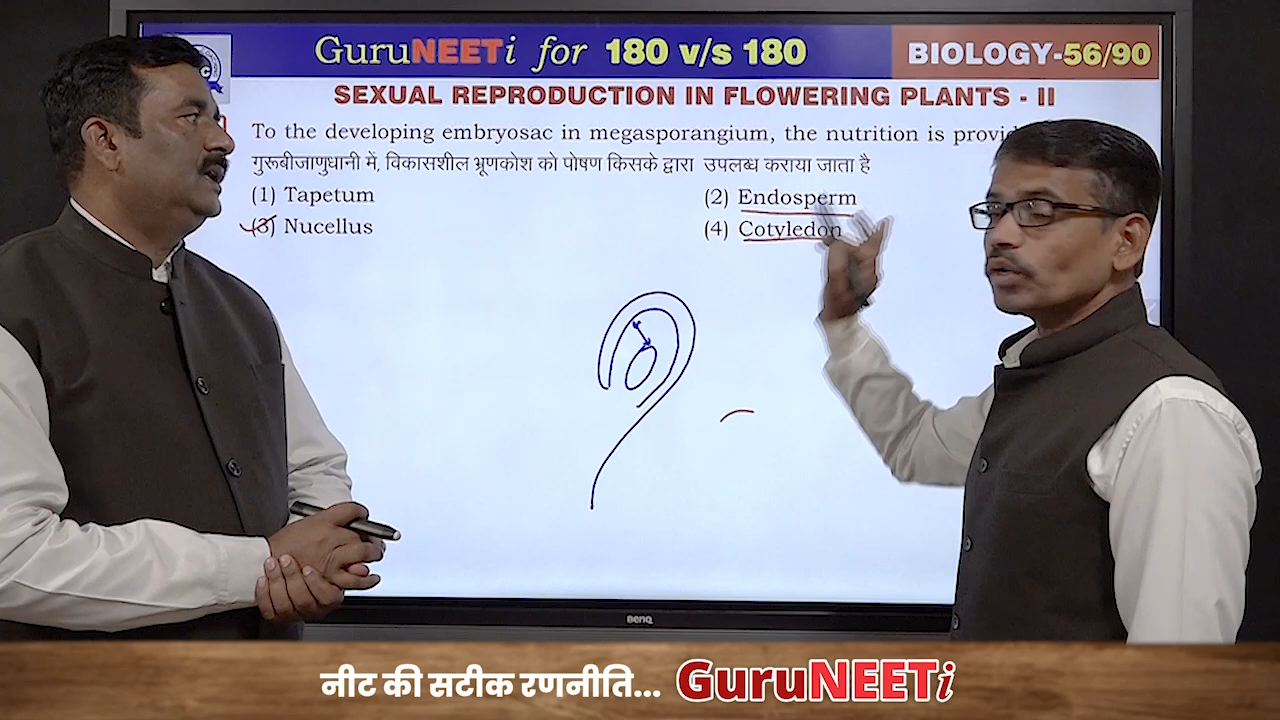 GuruNEETi for 180 v/s 180
BIOLOGY-56/90
SEXUAL REPRODUCTION IN FLOWERING PLANTS - II
To the developing embryosac in megasporangium, the nutrition is
गुरूबीजाणुधानी में, विकासशील भ्रूणकोश को पोषण किसके द्वारा उपलब्ध कराया जाता है
(1) Tapetum
(2) Endosperm
(3) Nucellus
(4) Cotyledon
BenQ
नीट की सटीक रणनीति... GuruNEETi